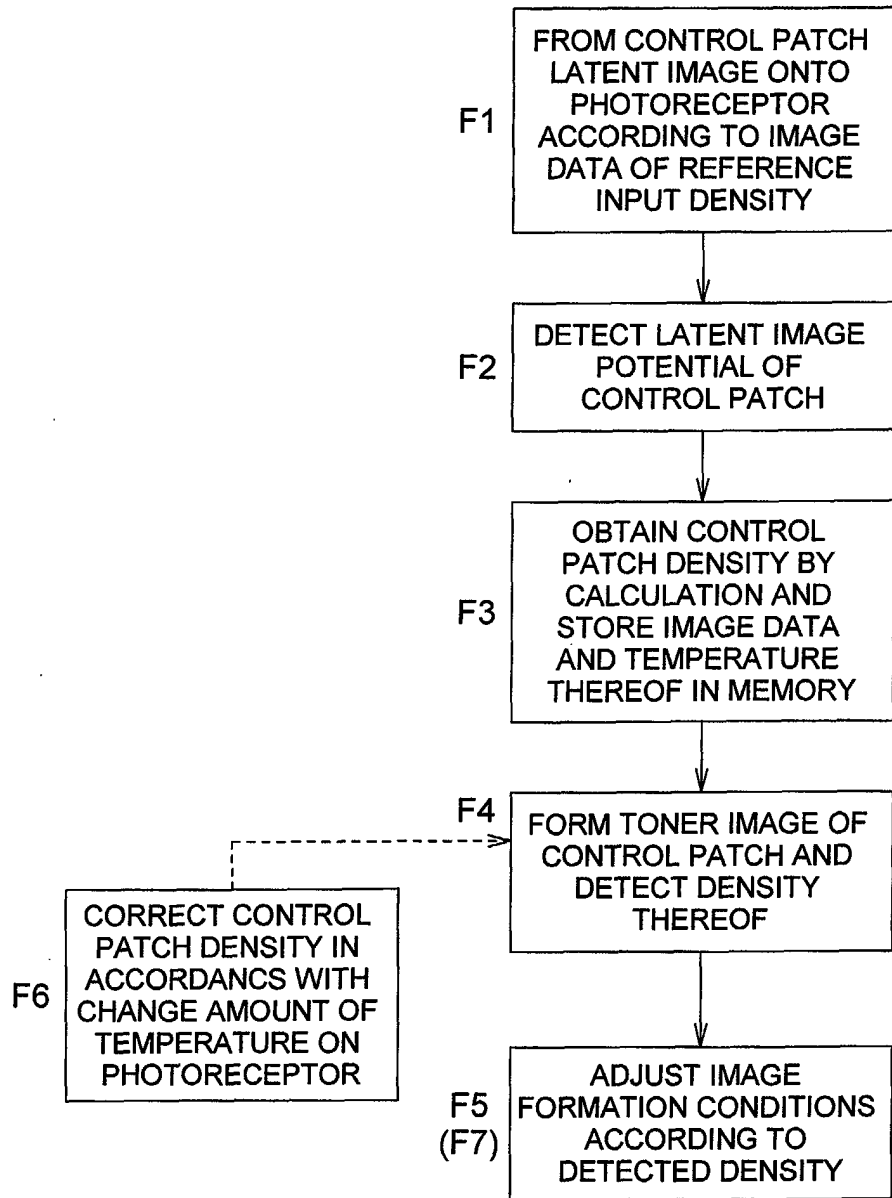 FROM CONTROL PATCH
LATENT IMAGE ONTO
PHOTORECEPTOR
ACCORDING TO IMAGE
DATA OF REFERENCE
INPUT DENSITY
F1
DETECT LATENT IMAGE
POTENTIAL OF
CONTROL PATCH
F2
OBTAIN CONTROL
PATCH DENSITY BY
CALCULATION AND
STORE IMAGE DATA
AND TEMPERATURE
THEREOF IN MEMORY
F3
F4
FORM TONER IMAGE OF
CONTROL PATCH AND
DETECT DENSITY
THEREOF
CORRECT CONTROL
PATCH DENSITY IN
ACCORDANCS WITH
CHANGE AMOUNT OF
TEMPERATURE ON
PHOTORECEPTOR
F6
ADJUST IMAGE
FORMATION CONDITIONS
ACCORDING TO
DETECTED DENSITY
F5
(F7)